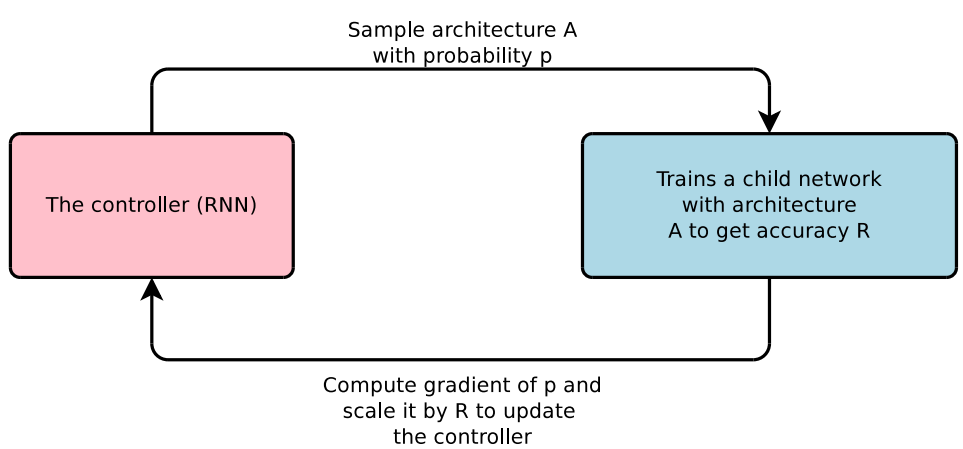 Sample architecture A
with probability p
The controller (RNN)
Trains a child network
with architecture
A to get accuracy R
Compute gradient of p and
scale it by R to update
the controller